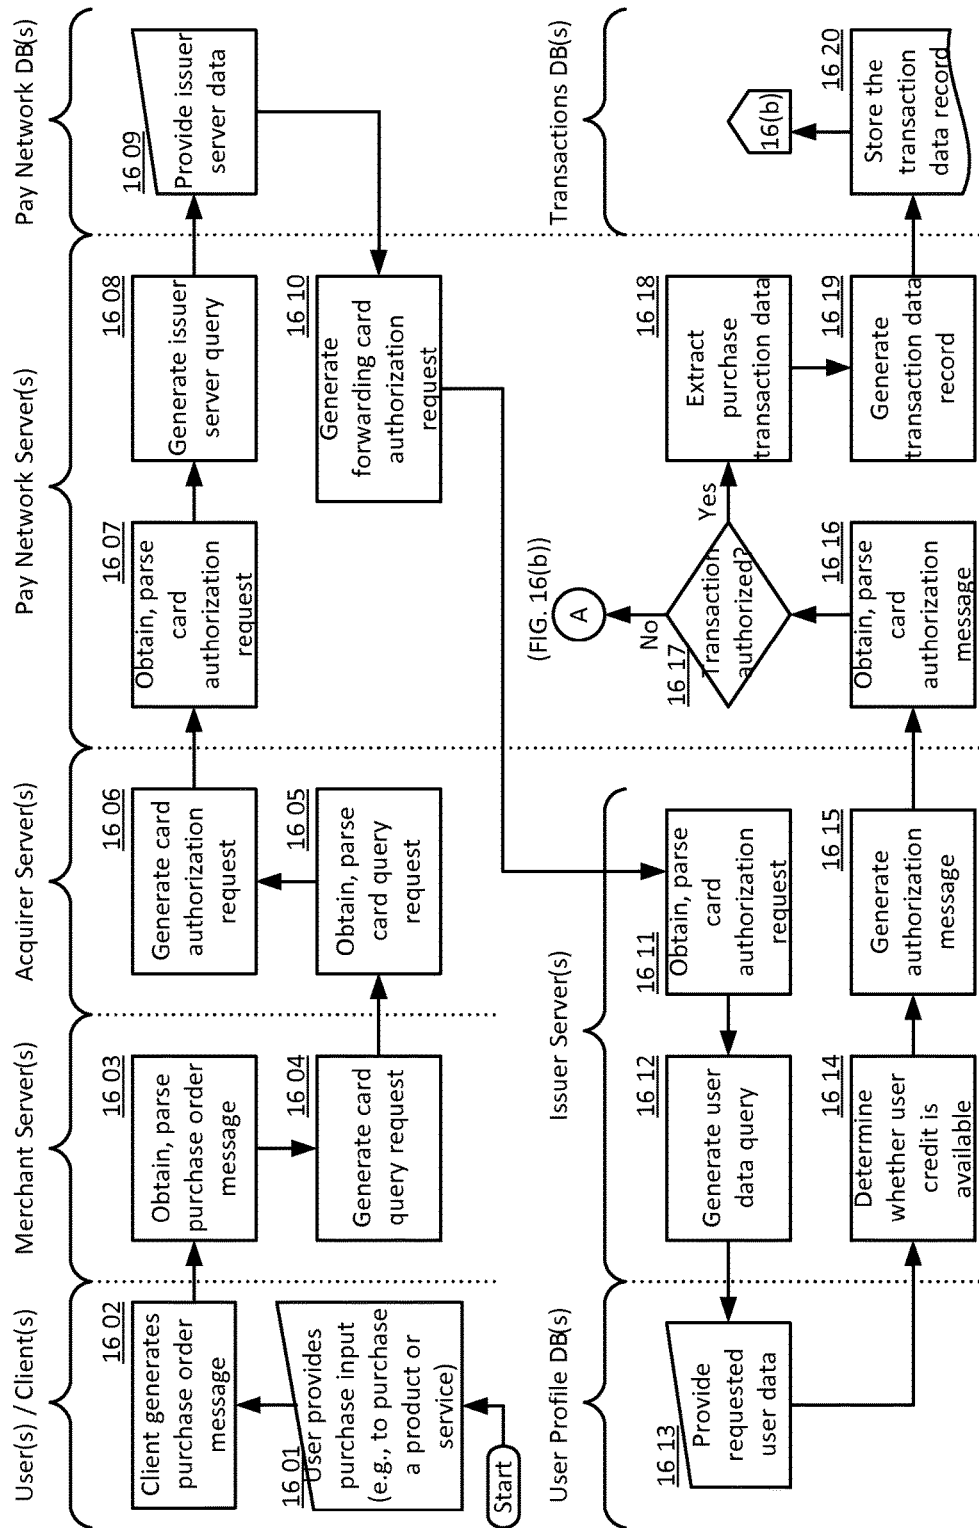 User(s) / Client(s)
Merchant Server(s)
Acquirer Server(s)
Pay Network Server(s)
Pay Network DB(s)
Start
16 01
User provides
purchase input
(e.g., to purchase
a product or
service)
16 02
Client generates
purchase order
message
16 03
Obtain, parse
purchase order
message
16 04
Generate card
query request
16 05
Obtain, parse
card query
request
16 06
Generate card
authorization
request
16 07
Obtain, parse
card
authorization
request
16 08
Generate issuer
server query
16 09
Provide issuer
server data
16 10
Generate
forwarding card
authorization
request
User Profile DB(s)
Issuer Server(s)
Transactions DB(s)
16 11
Obtain, parse
card
authorization
request
16 12
Generate user
data query
16 13
Provide
requested
user data
16 14
Determine
whether user
credit is
available
16 15
Generate
authorization
message
16 16
Obtain, parse
card
authorization
message
16 17
Transaction
authorized?
No
Yes
A
(FIG. 16(b))
16 18
Extract
purchase
transaction data
16 19
Generate
transaction data
record
16 20
Store the
transaction
data record
16(b)